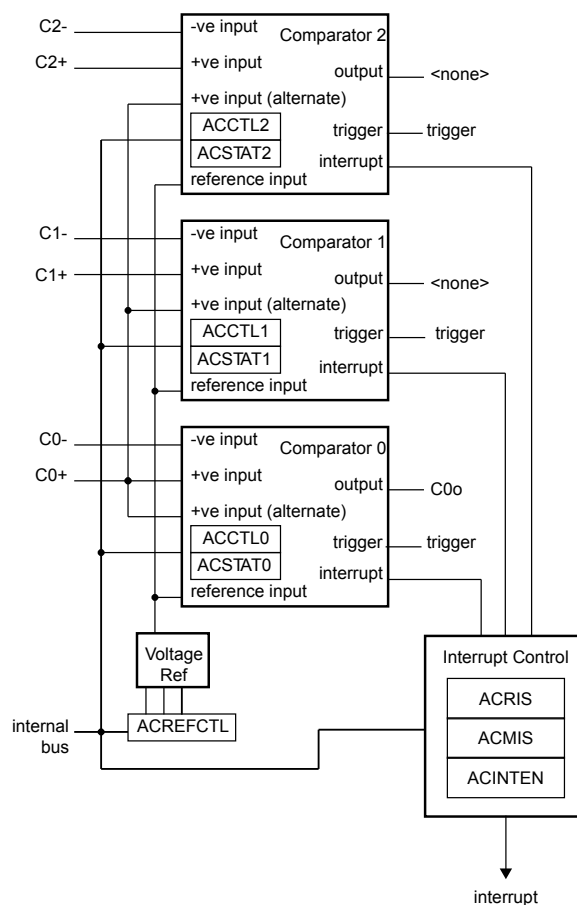 C2-
-ve input
Comparator 2
C2+
+ve input
output
<none>
+ve input (alternate)
ACCTL2
trigger
trigger
ACSTAT2
interrupt
reference input
C1-
-ve input
Comparator 1
C1+
+ve input
output
<none>
+ve input (alternate)
ACCTL1
trigger
trigger
ACSTAT1
interrupt
reference input
C0-
-ve input
Comparator 0
C0+
+ve input
output
C0o
+ve input (alternate)
ACCTL0
trigger
trigger
ACSTAT0
interrupt
reference input
Voltage
Ref
Interrupt Control
ACRIS
internal
bus
ACREFCTL
ACMIS
ACINTEN
interrupt